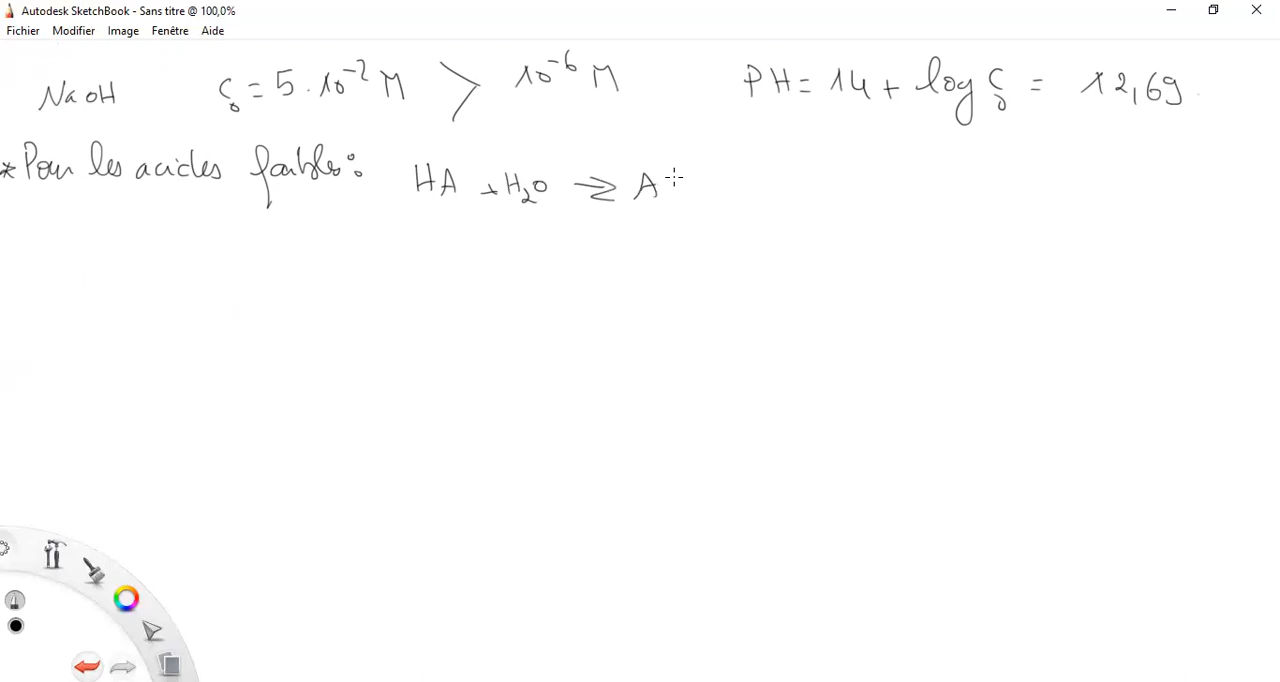 Autodesk SketchBook - Sans titre @ 100,0%
Fichier Modifier Image Fenêtre Aide
NaOH C₀ = 5 . 10⁻² M > 10⁻⁶ M PH = 14 + log C₀ = 12,69
* Pour les acides faibles : HA + H₂O ⇌ A